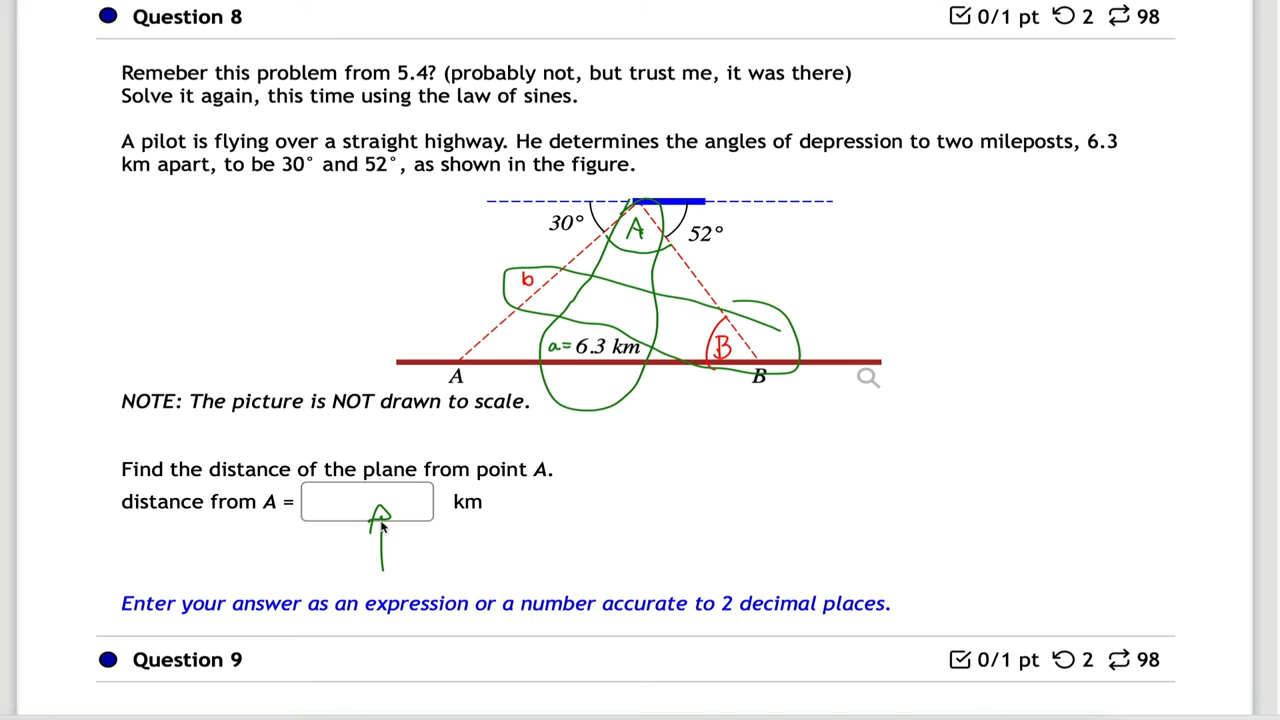 Question 8
0/1 pt 2 98
Remeber this problem from 5.4? (probably not, but trust me, it was there)
Solve it again, this time using the law of sines.
A pilot is flying over a straight highway. He determines the angles of depression to two mileposts, 6.3
km apart, to be 30° and 52°, as shown in the figure.
30° A 52°
b
a= 6.3 km B
A B
NOTE: The picture is NOT drawn to scale.
Find the distance of the plane from point A.
distance from A = km
Enter your answer as an expression or a number accurate to 2 decimal places.
Question 9
0/1 pt 2 98